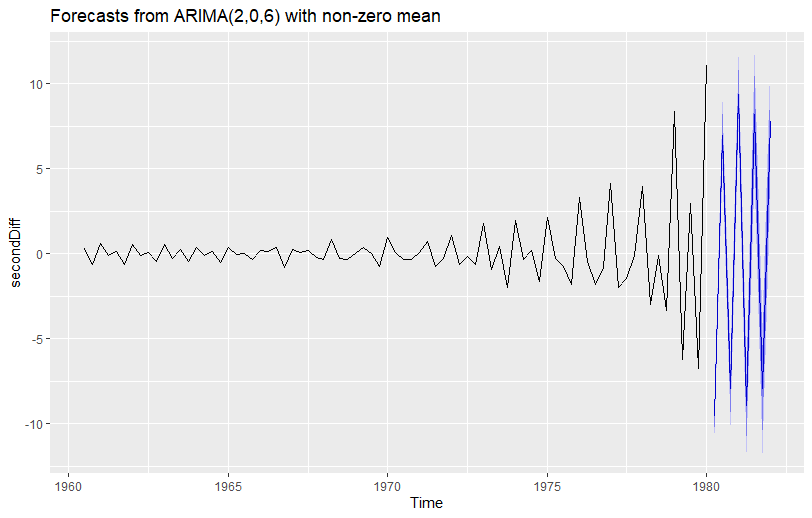 Forecasts from ARIMA(2,0,6) with non-zero mean
10
5
0
-5
-10
secondDiff
1960 1965 1970 1975 1980
Time